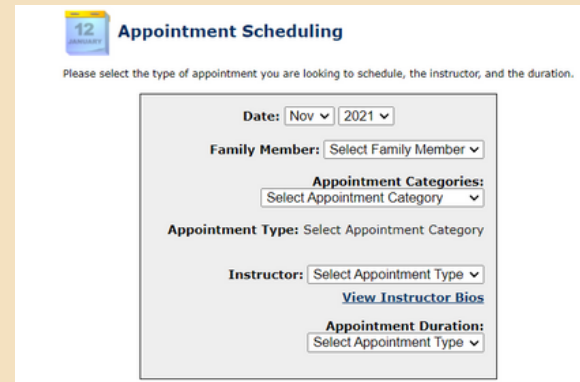 12
JANUARY
Appointment Scheduling
Please select the type of appointment you are looking to schedule, the instructor, and the duration.
Date: Nov 2021
Family Member: Select Family Member
Appointment Categories:
Select Appointment Category
Appointment Type: Select Appointment Category
Instructor: Select Appointment Type
View Instructor Bios
Appointment Duration:
Select Appointment Type